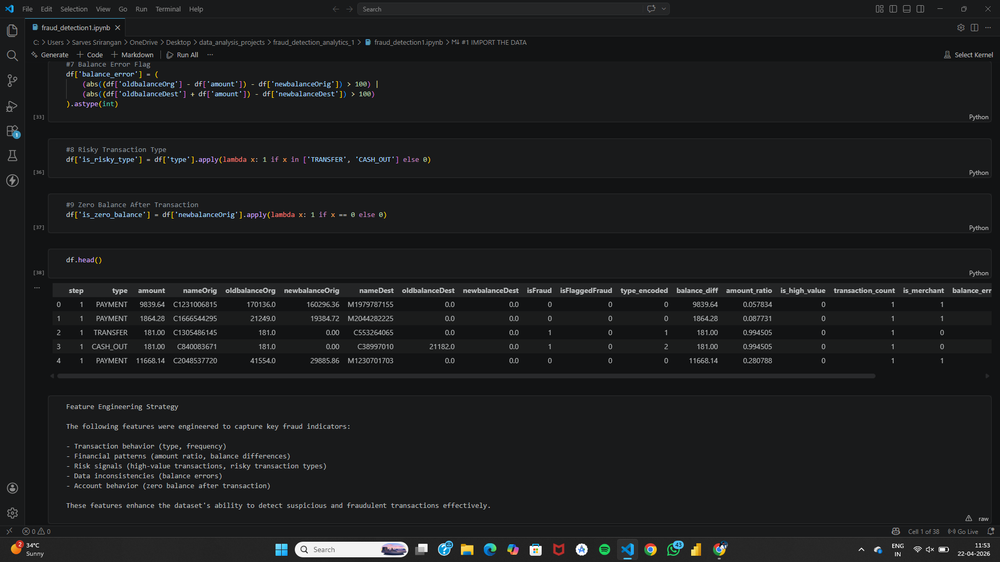 File Edit Selection View Go Run Terminal Help
Search
fraud_detection1.ipynb
C: > Users > Sarves Srirangan > OneDrive > Desktop > data_analysis_projects > fraud_detection_analytics_1 > fraud_detection1.ipynb > M↓ #1 IMPORT THE DATA
Generate + Code + Markdown Run All ...
Select Kernel
#7 Balance Error Flag
df['balance_error'] = (
(abs((df['oldbalanceOrg'] - df['amount']) - df['newbalanceOrig']) > 100) |
(abs((df['oldbalanceDest'] + df['amount']) - df['newbalanceDest']) > 100)
).astype(int)
[33]
Python
#8 Risky Transaction Type
df['is_risky_type'] = df['type'].apply(lambda x: 1 if x in ['TRANSFER', 'CASH_OUT'] else 0)
[36]
Python
#9 Zero Balance After Transaction
df['is_zero_balance'] = df['newbalanceOrig'].apply(lambda x: 1 if x == 0 else 0)
[37]
Python
df.head()
[38]
Python
...
step type amount nameOrig oldbalanceOrg newbalanceOrig nameDest oldbalanceDest newbalanceDest isFraud isFlaggedFraud type_encoded balance_diff amount_ratio is_high_value transaction_count is_merchant balance_err
0 1 PAYMENT 9839.64 C1231006815 170136.0 160296.36 M1979787155 0.0 0.0 0 0 0 9839.64 0.057834 0 1 1
1 1 PAYMENT 1864.28 C1666544295 21249.0 19384.72 M2044282225 0.0 0.0 0 0 0 1864.28 0.087731 0 1 1
2 1 TRANSFER 181.00 C1305486145 181.0 0.00 C553264065 0.0 0.0 1 0 1 181.00 0.994505 0 1 0
3 1 CASH_OUT 181.00 C840083671 181.0 0.00 C38997010 21182.0 0.0 1 0 2 181.00 0.994505 0 1 0
4 1 PAYMENT 11668.14 C2048537720 41554.0 29885.86 M1230701703 0.0 0.0 0 0 0 11668.14 0.280788 0 1 1
Feature Engineering Strategy
The following features were engineered to capture key fraud indicators:
- Transaction behavior (type, frequency)
- Financial patterns (amount ratio, balance differences)
- Risk signals (high-value transactions, risky transaction types)
- Data inconsistencies (balance errors)
- Account behavior (zero balance after transaction)
These features enhance the dataset's ability to detect suspicious and fraudulent transactions effectively.
raw
1
0 0
Cell 1 of 38 Go Live
2
34°C
Sunny
Search
43
ENG
IN
11:53
22-04-2026